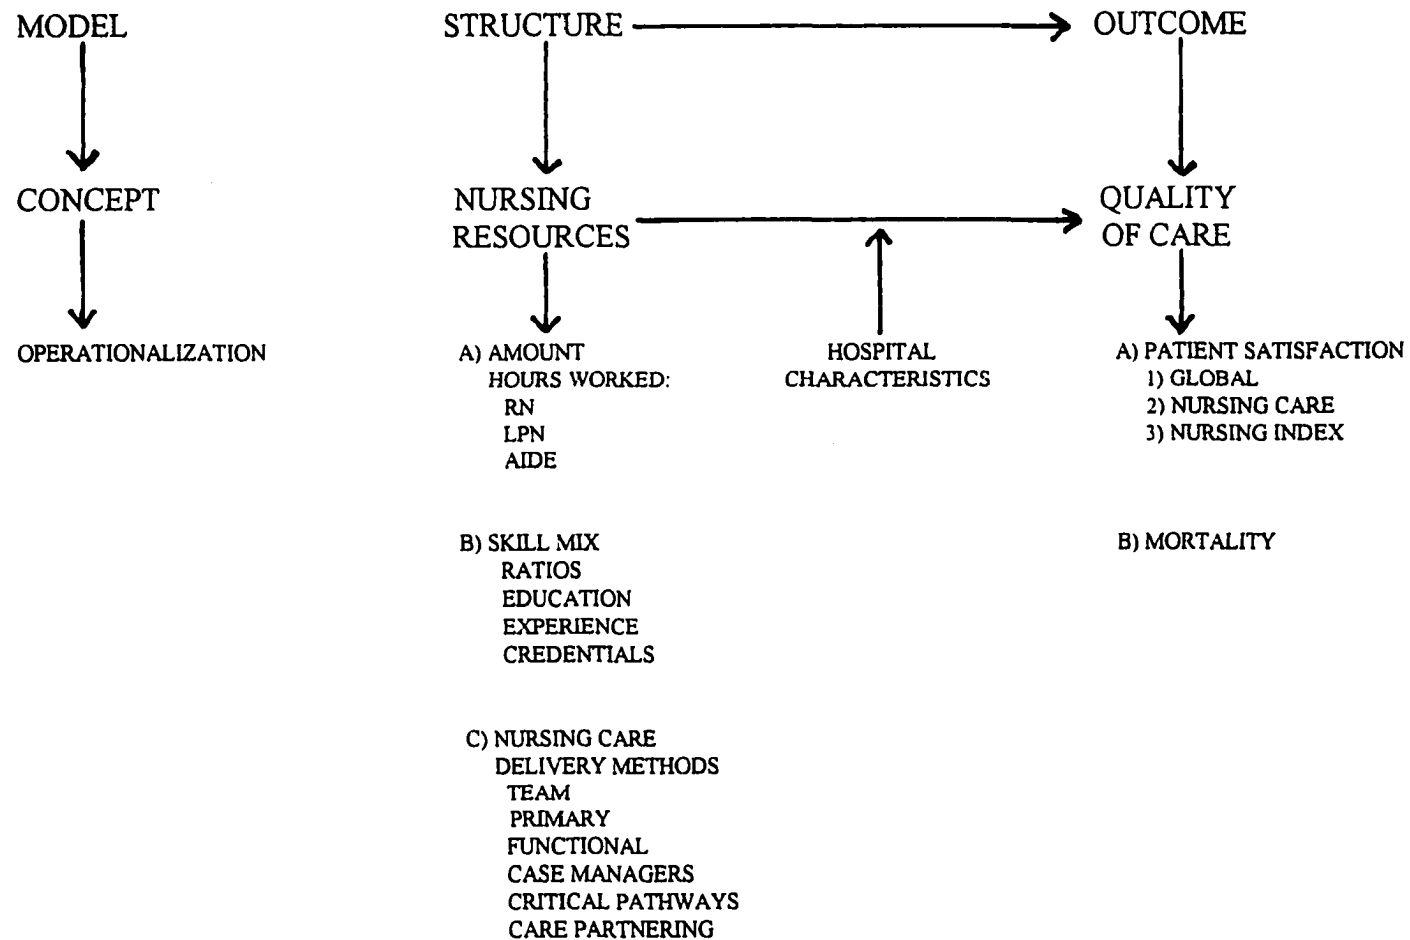 MODEL
STRUCTURE
OUTCOME
CONCEPT
NURSING
RESOURCES
QUALITY
OF CARE
OPERATIONALIZATION
A) AMOUNT
HOURS WORKED:
RN
LPN
AIDE
HOSPITAL
CHARACTERISTICS
A) PATIENT SATISFACTION
1) GLOBAL
2) NURSING CARE
3) NURSING INDEX
B) SKILL MIX
RATIOS
EDUCATION
EXPERIENCE
CREDENTIALS
B) MORTALITY
C) NURSING CARE
DELIVERY METHODS
TEAM
PRIMARY
FUNCTIONAL
CASE MANAGERS
CRITICAL PATHWAYS
CARE PARTNERING